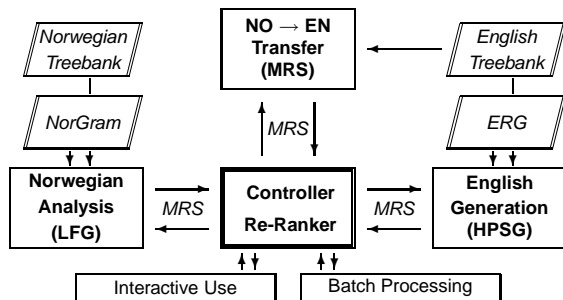 Norwegian
Treebank
NO → EN
Transfer
(MRS)
English
Treebank
NorGram
MRS
ERG
Norwegian
Analysis
(LFG)
MRS
Controller
Re-Ranker
MRS
English
Generation
(HPSG)
Interactive Use
Batch Processing